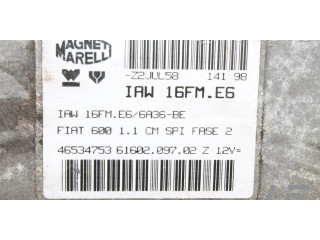 MAGNETI
MARELLI
-Z2JUL58 141 98
IAW 16FM.E6
IAW 16FM.E6/6A36-BE
FIAT 600 1.1 CM SPI FASE 2
46534753 61602.097.02 Z 12V=